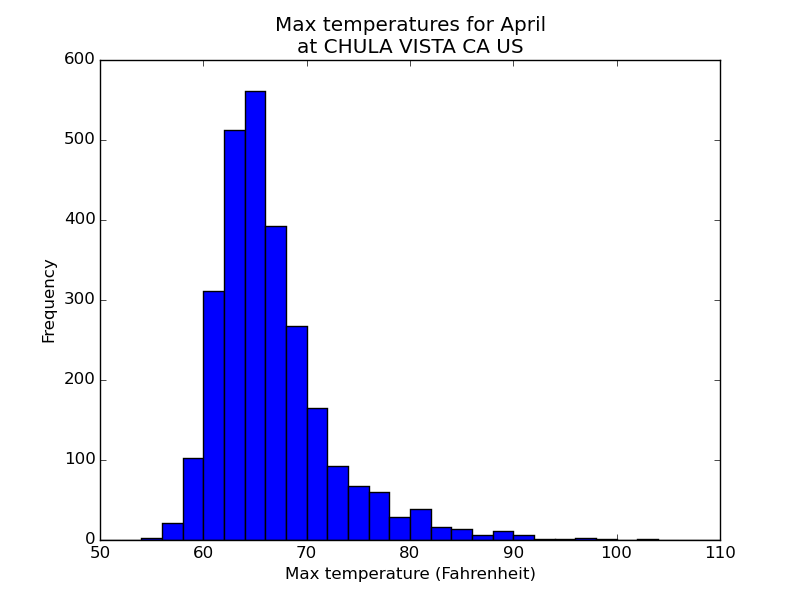 Max temperatures for April
at CHULA VISTA CA US
600
500
400
300
200
100
0
Frequency
50 60 70 80 90 100 110
Max temperature (Fahrenheit)